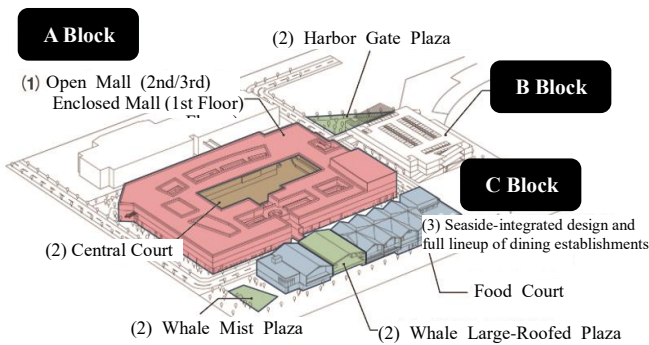 A Block
(2) Harbor Gate Plaza
(1) Open Mall (2nd/3rd)
Enclosed Mall (1st Floor)
B Block
C Block
(3) Seaside-integrated design and
full lineup of dining establishments
(2) Central Court
Food Court
(2) Whale Mist Plaza
(2) Whale Large-Roofed Plaza